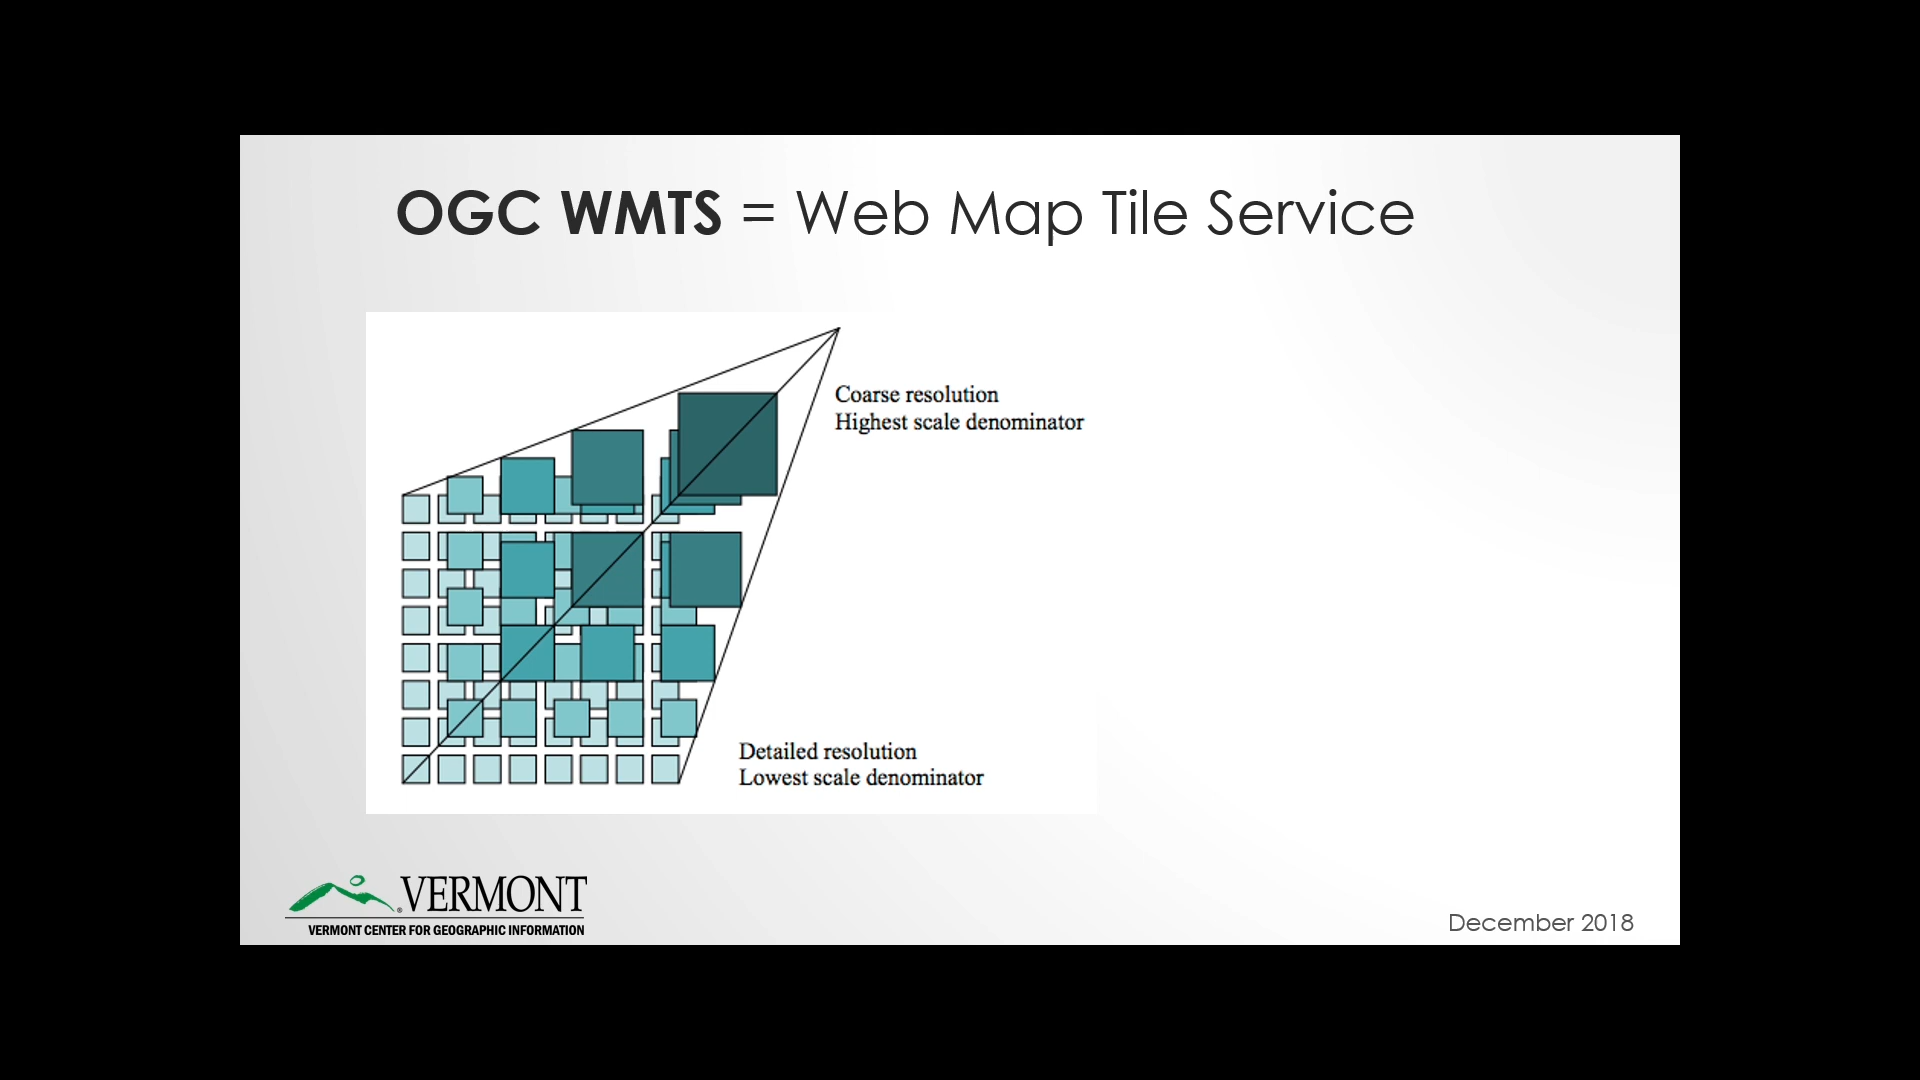 OGC WMTS = Web Map Tile Service
Coarse resolution
Highest scale denominator
Detailed resolution
Lowest scale denominator
VERMONT
VERMONT CENTER FOR GEOGRAPHIC INFORMATION
December 2018